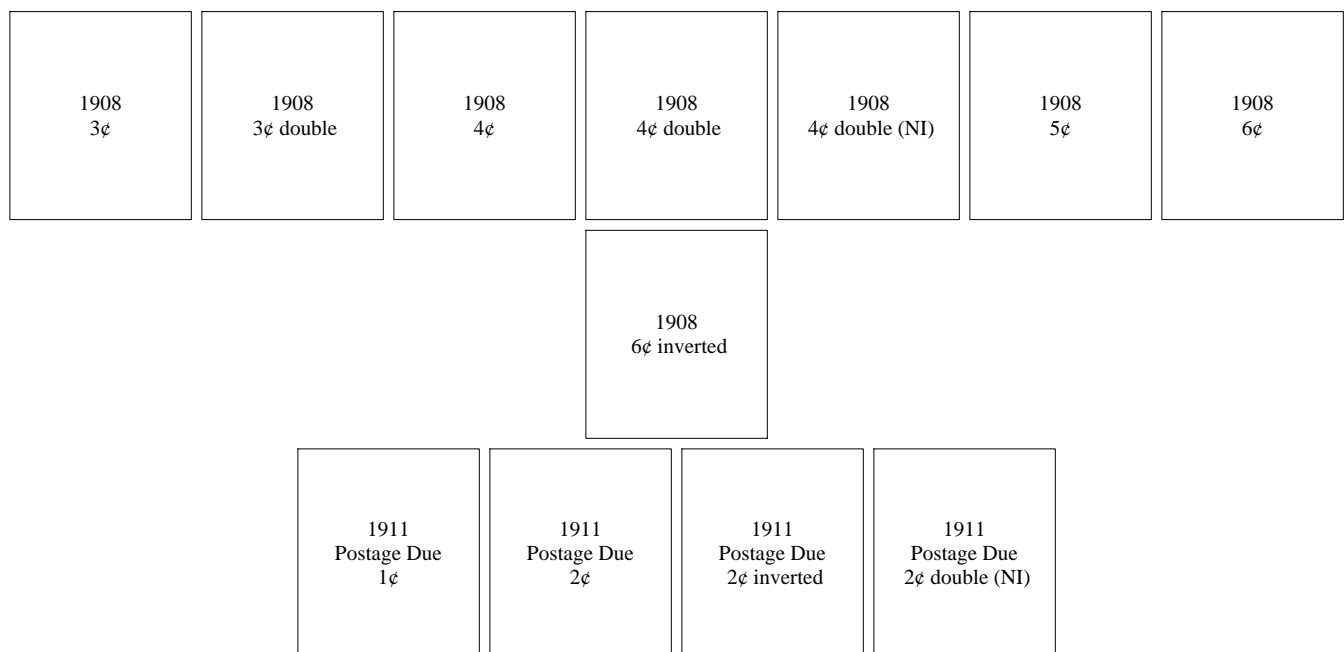 1908
3¢
1908
3¢ double
1908
4¢
1908
4¢ double
1908
4¢ double (NI)
1908
5¢
1908
6¢
1908
6¢ inverted
1911
Postage Due
1¢
1911
Postage Due
2¢
1911
Postage Due
2¢ inverted
1911
Postage Due
2¢ double (NI)